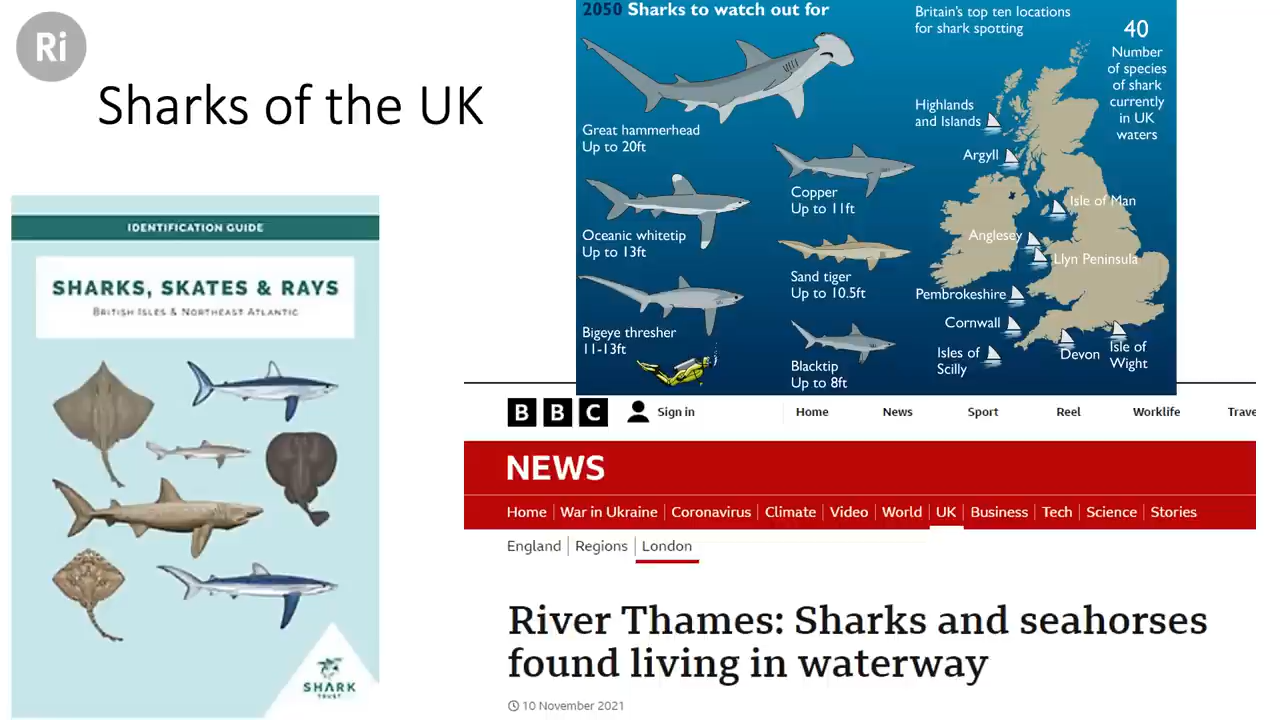 Ri
Sharks of the UK
IDENTIFICATION GUIDE
SHARKS, SKATES & RAYS
BRITISH ISLES & NORTHEAST ATLANTIC
SHARK
TRUST
2050 Sharks to watch out for
Great hammerhead
Up to 20ft
Oceanic whitetip
Up to 13ft
Bigeye thresher
11-13ft
Copper
Up to 11ft
Sand tiger
Up to 10.5ft
Blacktip
Up to 8ft
Britain's top ten locations
for shark spotting
40
Number
of species
of shark
currently
in UK
waters
Highlands
and Islands
Argyll
Isle of Man
Anglesey
Llyn Peninsula
Pembrokeshire
Cornwall
Isles of
Scilly
Devon
Isle of
Wight
BBC Sign in Home News Sport Reel Worklife Trave
NEWS
Home War in Ukraine Coronavirus Climate Video World UK Business Tech Science Stories
England Regions London
River Thames: Sharks and seahorses
found living in waterway
10 November 2021